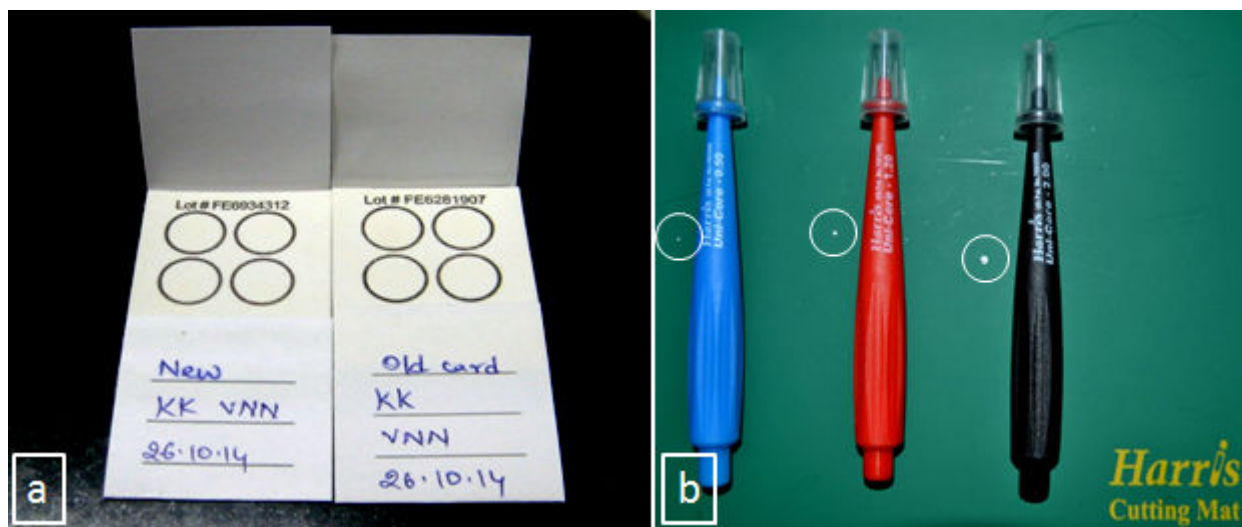 Lot # FE6934312
New
KK VNN
26.10.14
Lot # FE6281907
Old card
KK
VNN
26.10.14
a
Harris
Uni-Core - 0.50
Harris
Uni-Core - 1.20
Harris
Uni-Core - 2.00
Harris
Cutting Mat
b